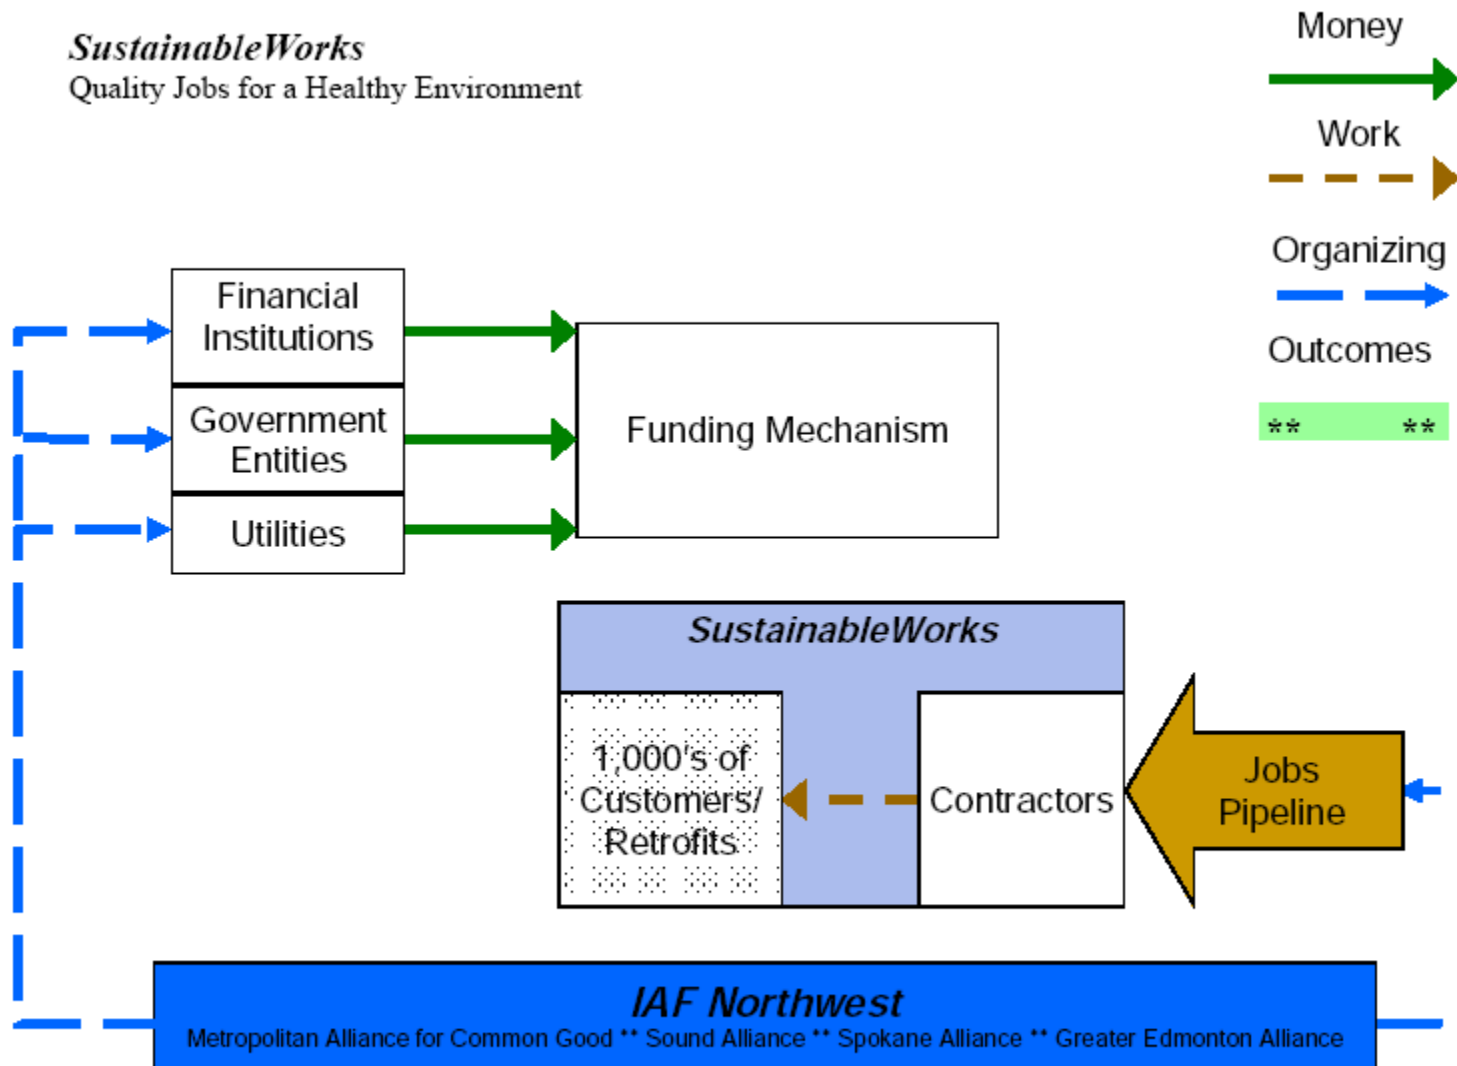 SustainableWorks
Quality Jobs for a Healthy Environment
Money
Work
Organizing
Outcomes
** **
Financial
Institutions
Government
Entities
Utilities
Funding Mechanism
SustainableWorks
1,000's of
Customers/
Retrofits
Contractors
Jobs
Pipeline
IAF Northwest
Metropolitan Alliance for Common Good ** Sound Alliance ** Spokane Alliance ** Greater Edmonton Alliance